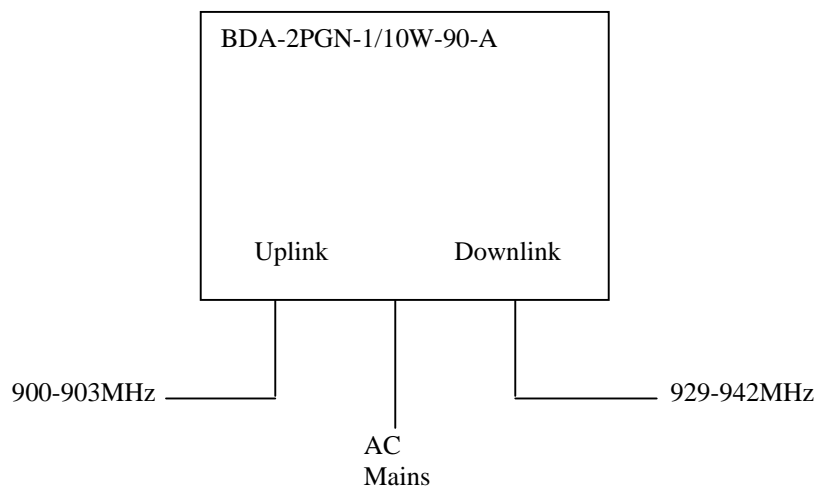 BDA-2PGN-1/10W-90-A
Uplink
Downlink
900-903MHz
929-942MHz
AC
Mains